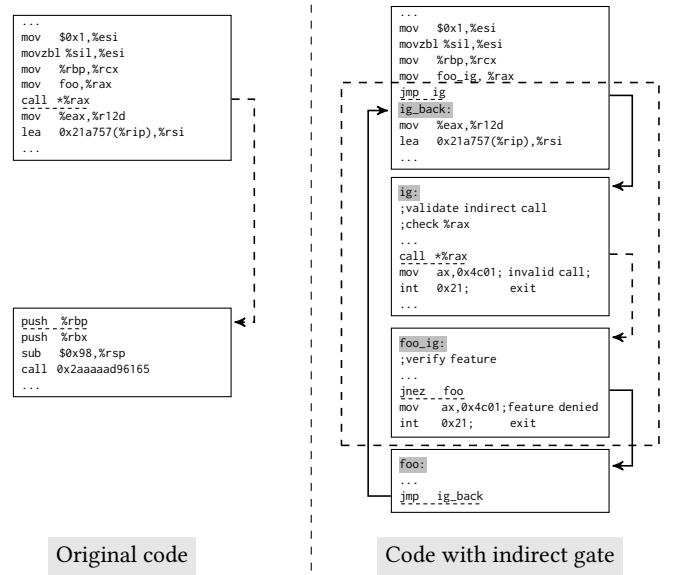 ...
mov $0x1,%esi
movzbl %sil,%esi
mov %rbp,%rcx
mov foo,%rax
call *%rax
mov %eax,%r12d
lea 0x21a757(%rip),%rsi
...
push %rbp
push %rbx
sub $0x98,%rsp
call 0x2aaaaad96165
...
Original code
...
mov $0x1,%esi
movzbl %sil,%esi
mov %rbp,%rcx
mov foo_ig, %rax
jmp ig
ig_back:
mov %eax,%r12d
lea 0x21a757(%rip),%rsi
...
ig:
;validate indirect call
;check %rax
...
call *%rax
mov ax,0x4c01; invalid call;
int 0x21; exit
...
foo_ig:
;verify feature
...
jnez foo
mov ax,0x4c01;feature denied
int 0x21; exit
foo:
...
jmp ig_back
Code with indirect gate